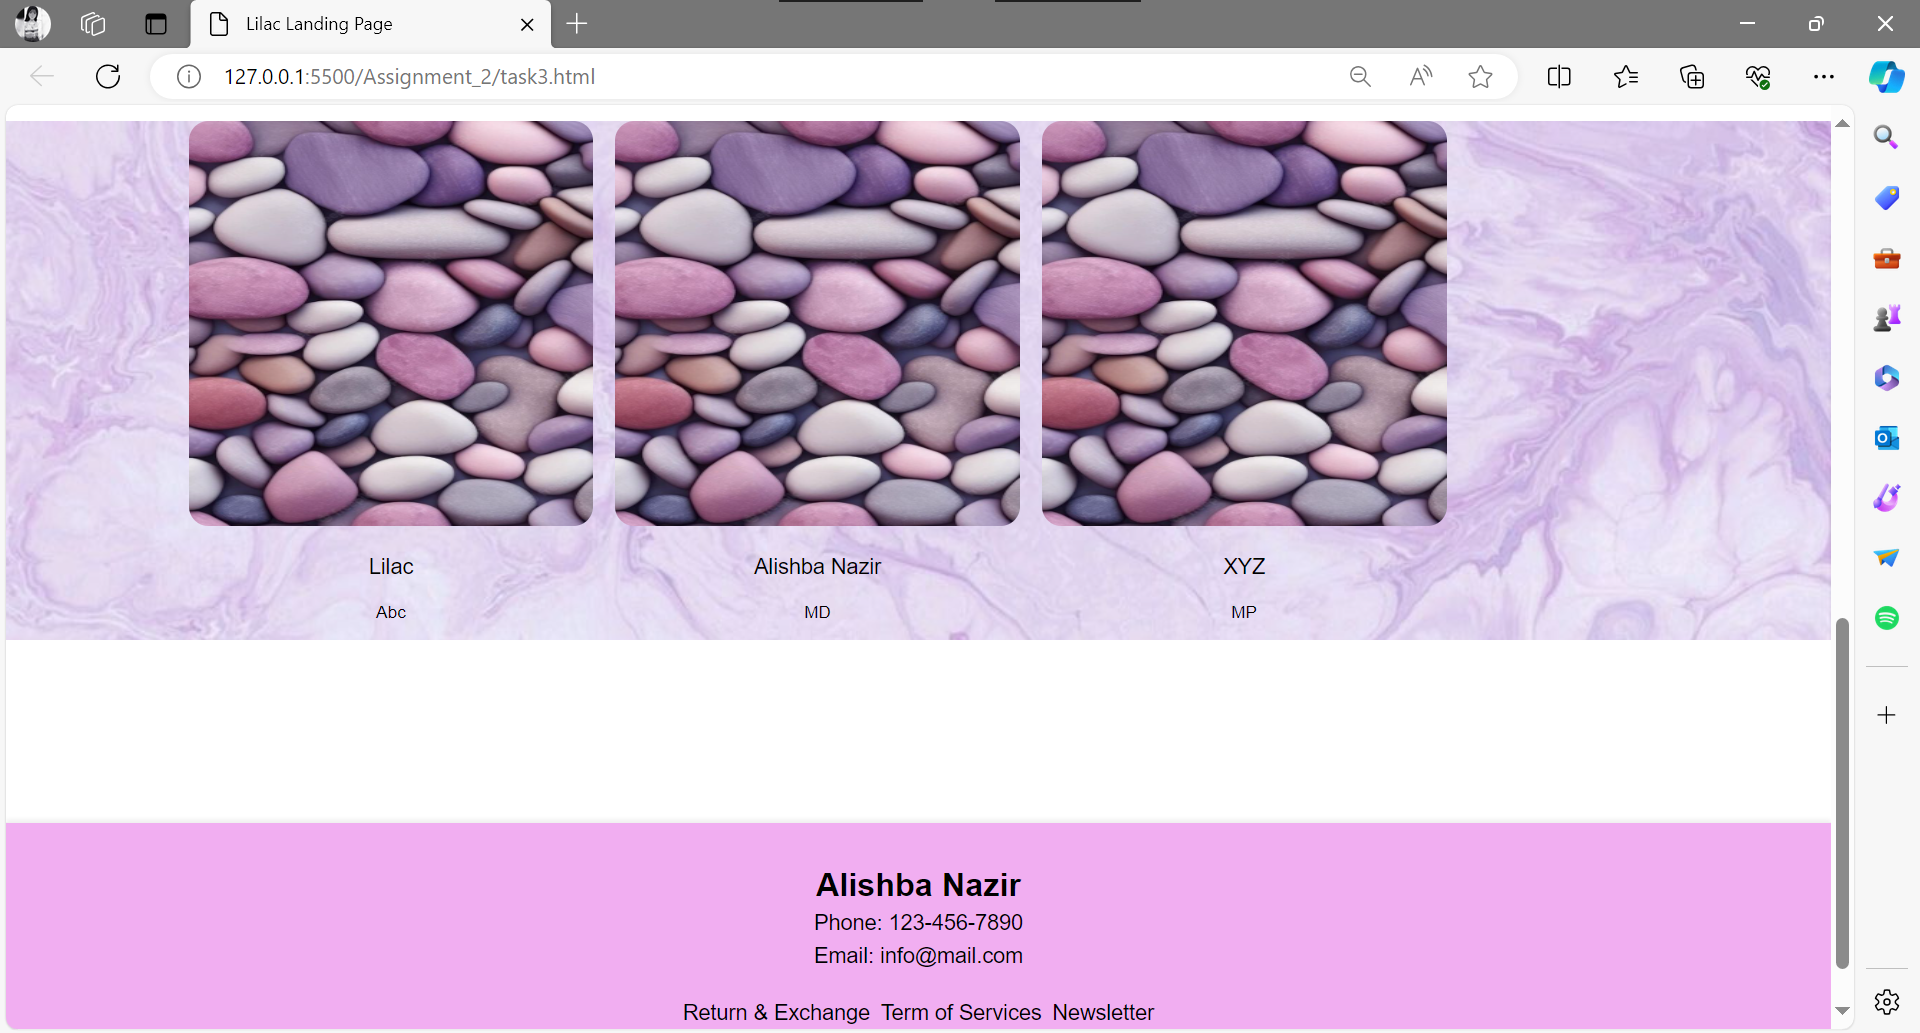 Lilac Landing Page
127.0.0.1:5500/Assignment_2/task3.html
Lilac
Alishba Nazir
XYZ
Abc
MD
MP
Alishba Nazir
Phone: 123-456-7890
Email: info@mail.com
Return & Exchange Term of Services Newsletter